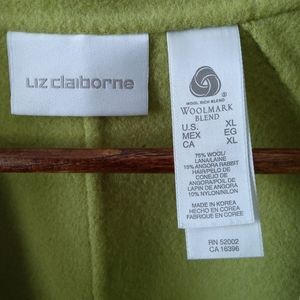 Liz claiborne
WOOL RICH BLEND
WOOLMARK
BLEND
U.S. XL
MEX EG
CA XL
75% WOOL/
LANA/LAINE
15% ANGORA RABBIT
HAIR/PELO DE
CONEJO DE
ANGORA/POIL DE
LAPIN DE ANGORA
10% NYLON/NILON
MADE IN KOREA
HECHO EN COREA
FABRIQUE EN COREE
RN 52002
CA 16396